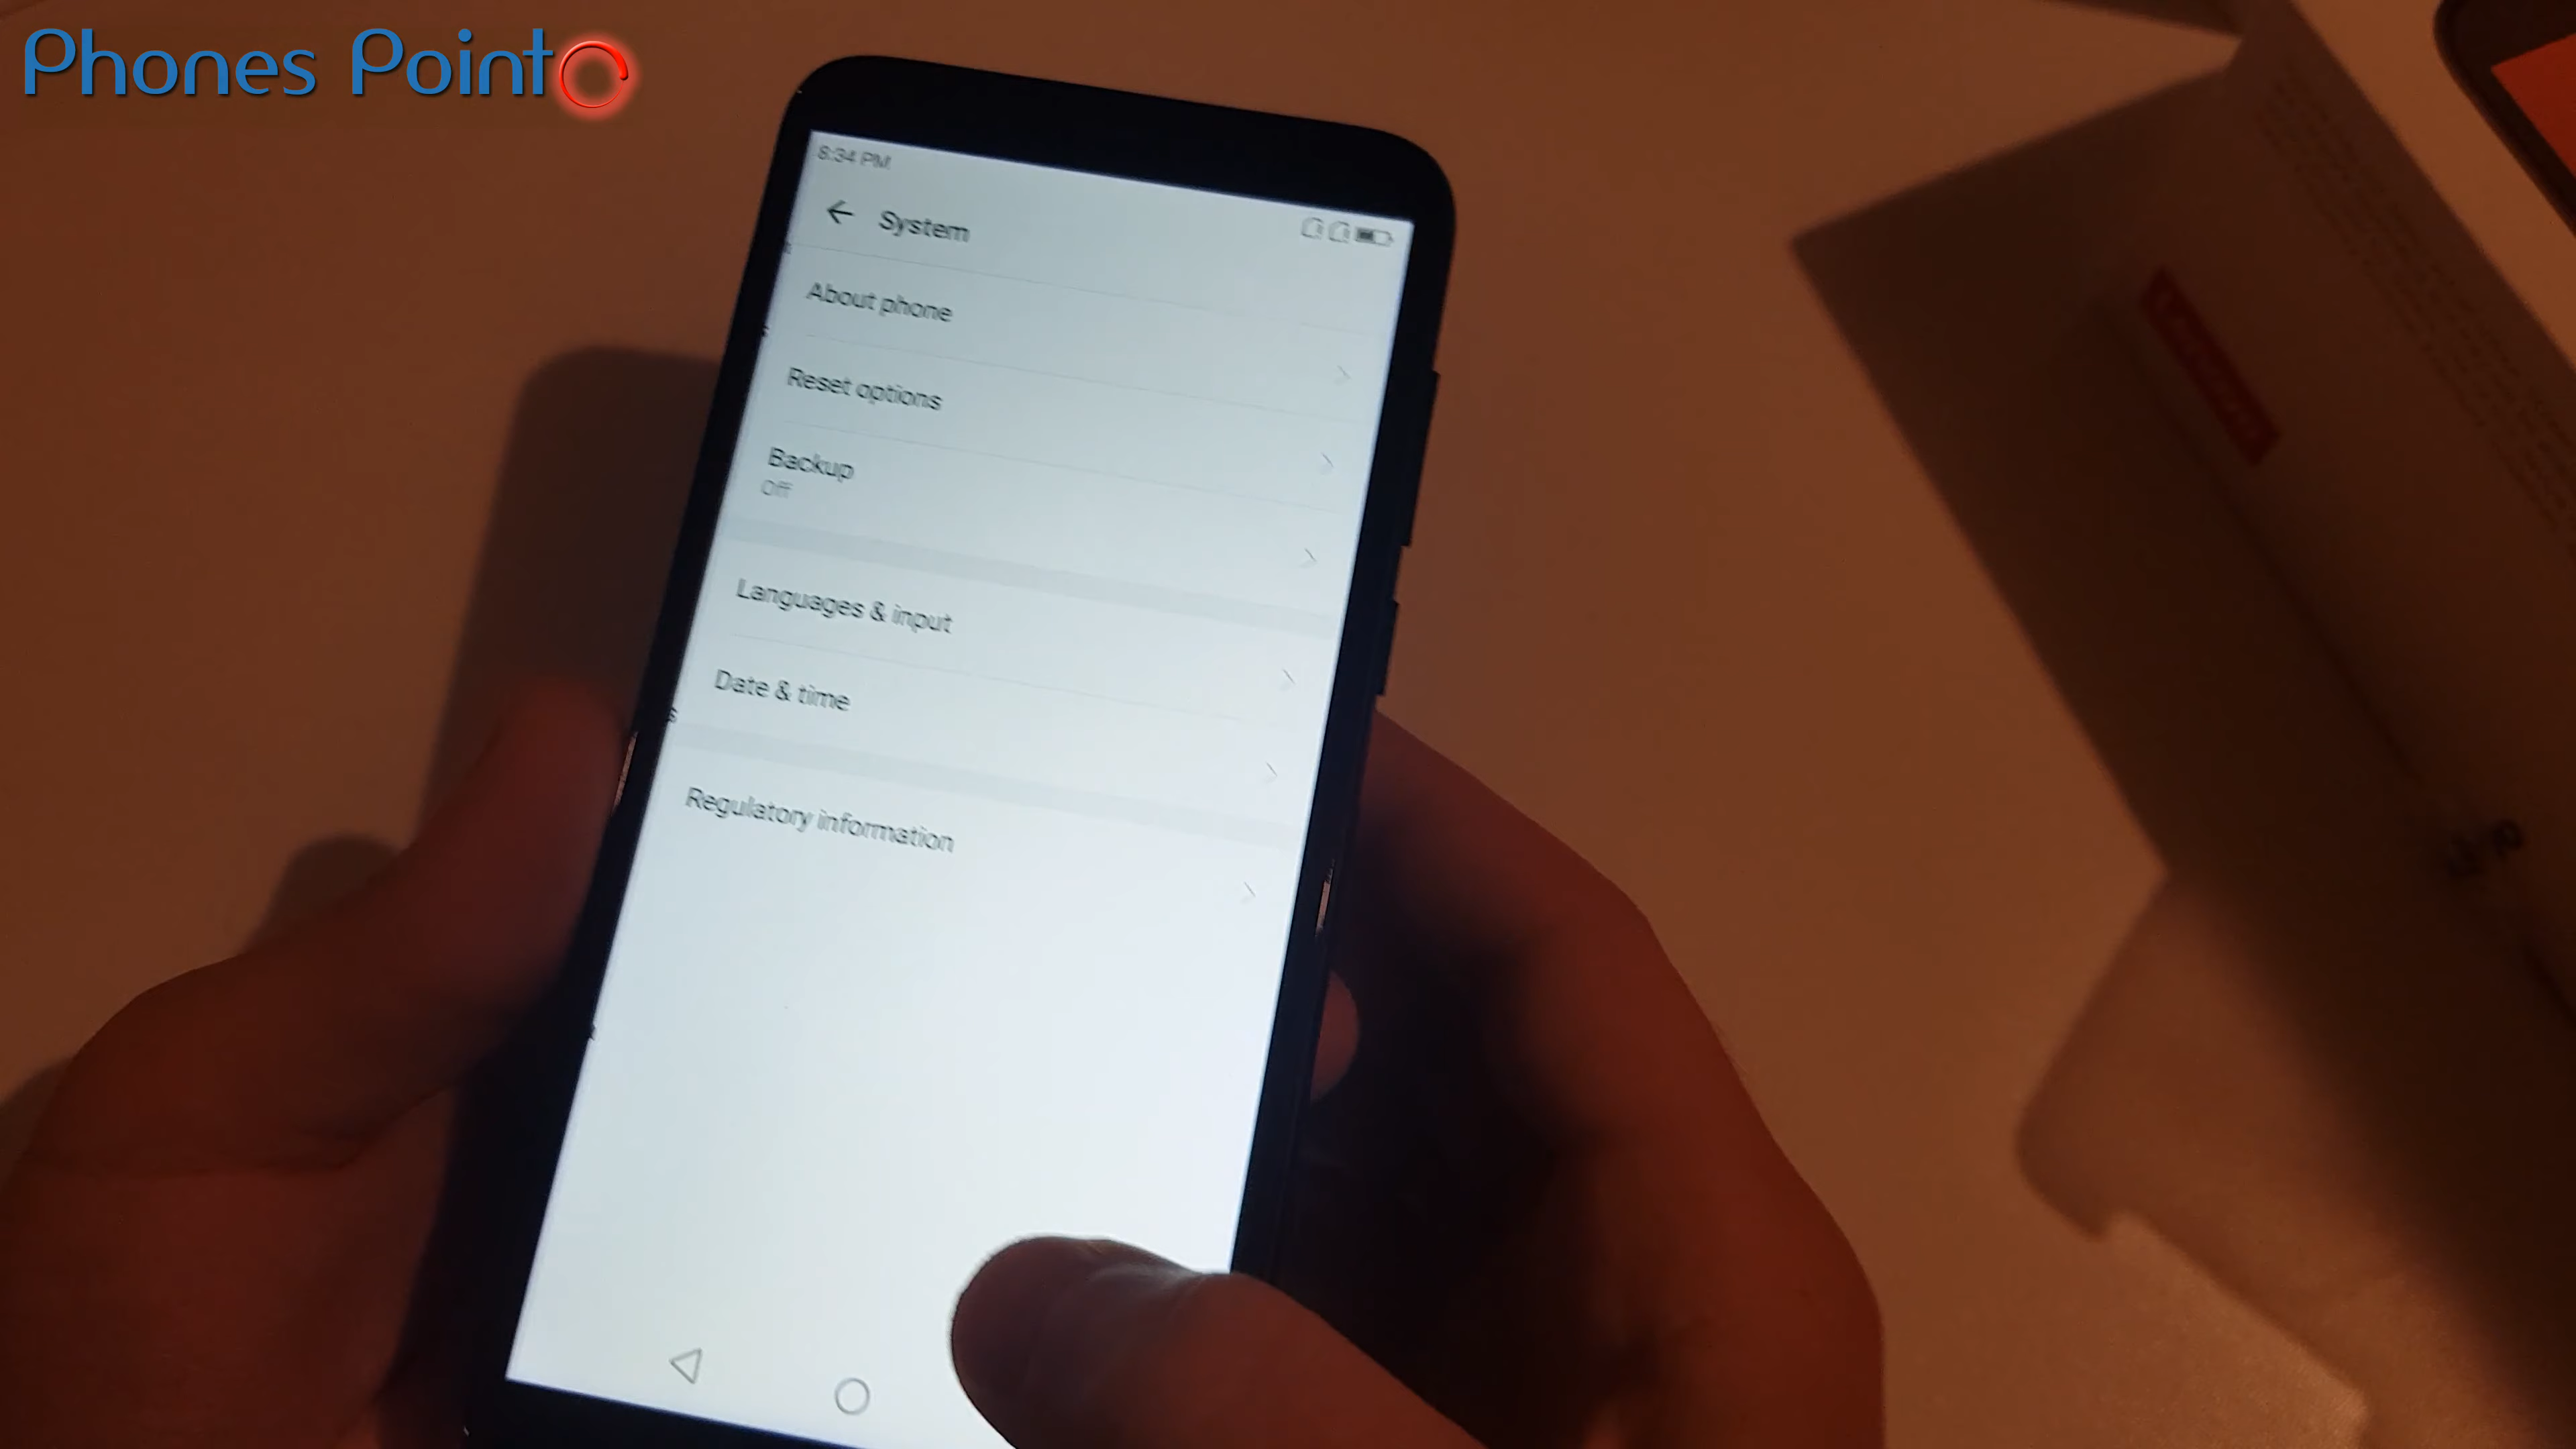 Phones Point
8:34 PM
System
About phone
Reset options
Backup
Off
Languages & input
Date & time
Regulatory information